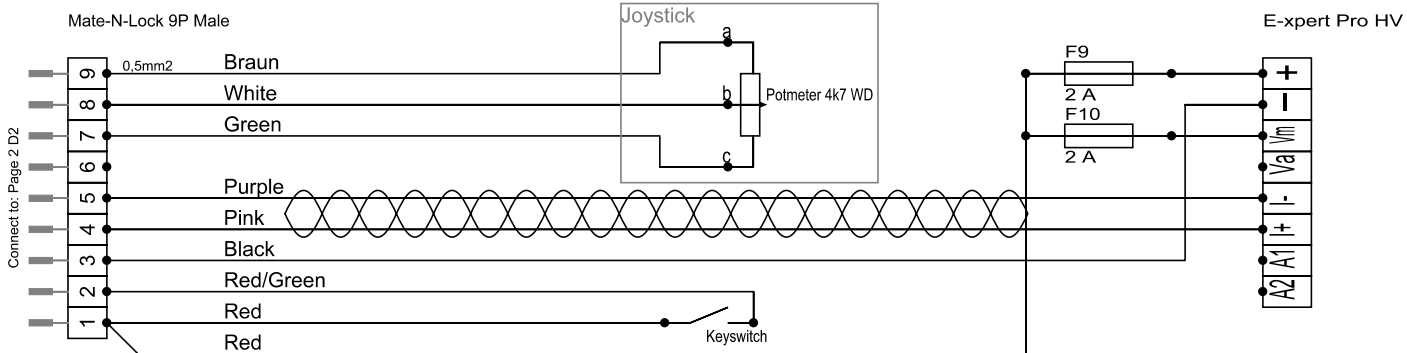 Mate-N-Lock 9P Male
Joystick
E-xpert Pro HV
a
F9
9
0,5mm2
Braun
2 A
+
8
White
b
Potmeter 4k7 WD
-
7
Green
F10
2 A
Vm
6
c
Va
5
Purple
I-
4
Pink
I+
3
Black
A1
2
Red/Green
A2
1
Red
Keyswitch
Red
Connect to: Page 2 D2